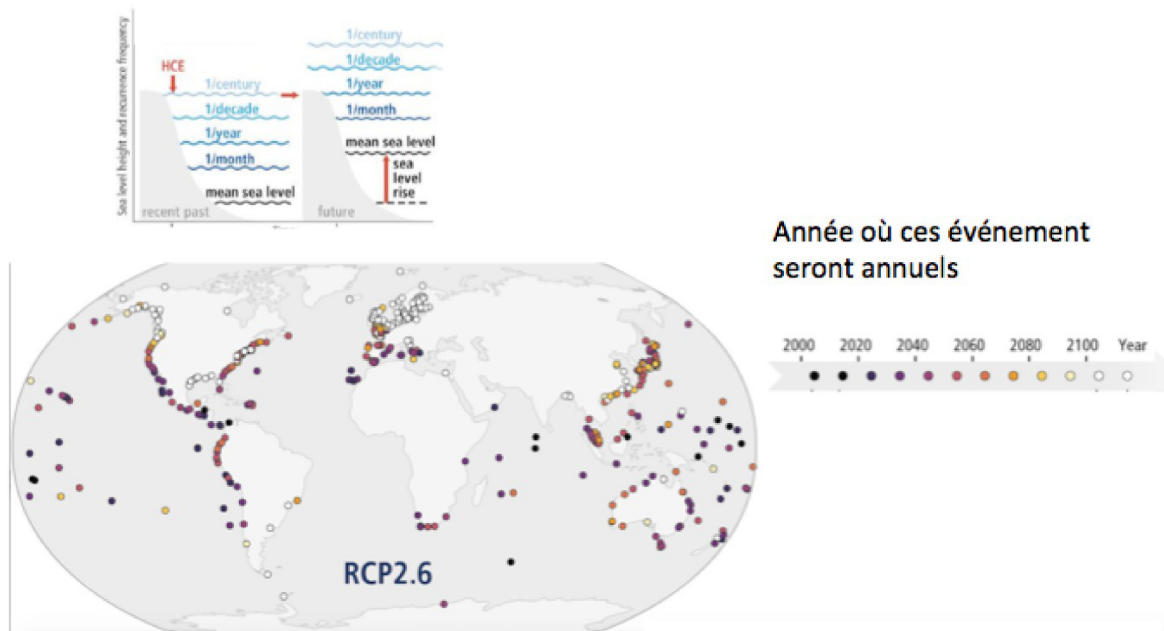 Sea level height and recurrence frequency
HCE
1/century
1/decade
1/year
1/month
mean sea level
recent past
1/century
1/decade
1/year
1/month
mean sea level
sea
level
rise
future
Année où ces événement
seront annuels
2000 2020 2040 2060 2080 2100 Year
RCP2.6